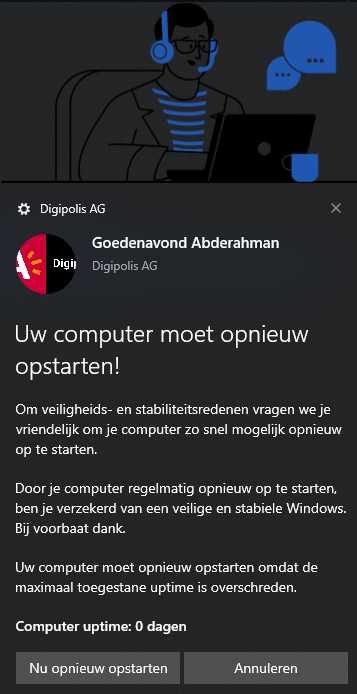 Digipolis AG
Digip
Goedenavond Abderahman
Digipolis AG
Uw computer moet opnieuw
opstarten!
Om veiligheids- en stabiliteitsredenen vragen we je
vriendelijk om je computer zo snel mogelijk opnieuw
op te starten.
Door je computer regelmatig opnieuw op te starten,
ben je verzekerd van een veilige en stabiele Windows.
Bij voorbaat dank.
Uw computer moet opnieuw opstarten omdat de
maximaal toegestane uptime is overschreden.
Computer uptime: 0 dagen
Nu opnieuw opstarten
Annuleren